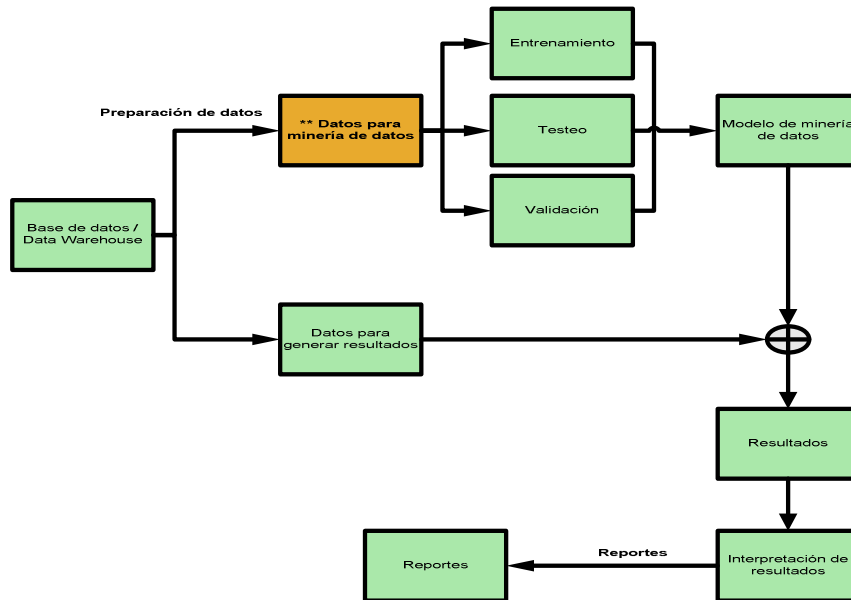 Entrenamiento
Preparación de datos
** Datos para
minería de datos
Testeo
Modelo de minería
de datos
Validación
Base de datos /
Data Warehouse
Datos para
generar resultados
Resultados
Reportes
Reportes
Interpretación de
resultados